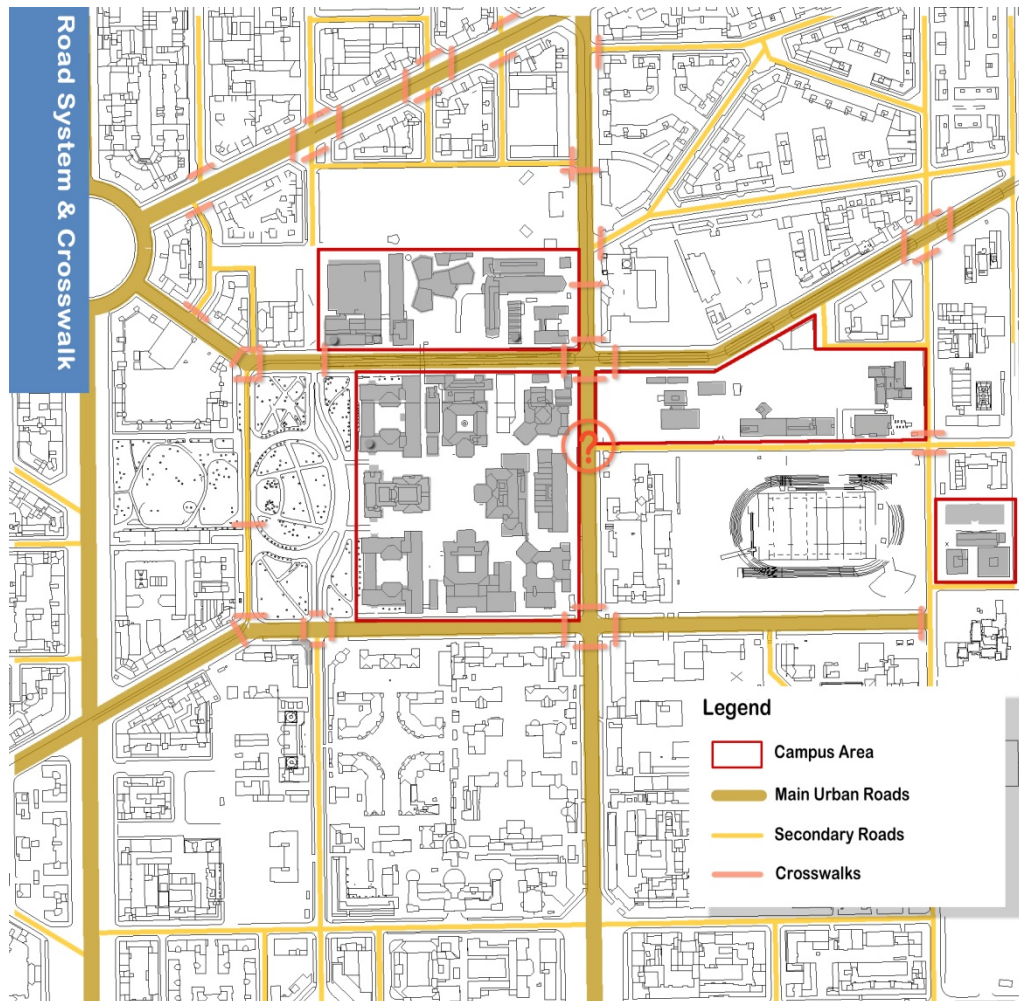 Road System & Crosswalk
?
Legend
Campus Area
Main Urban Roads
Secondary Roads
Crosswalks